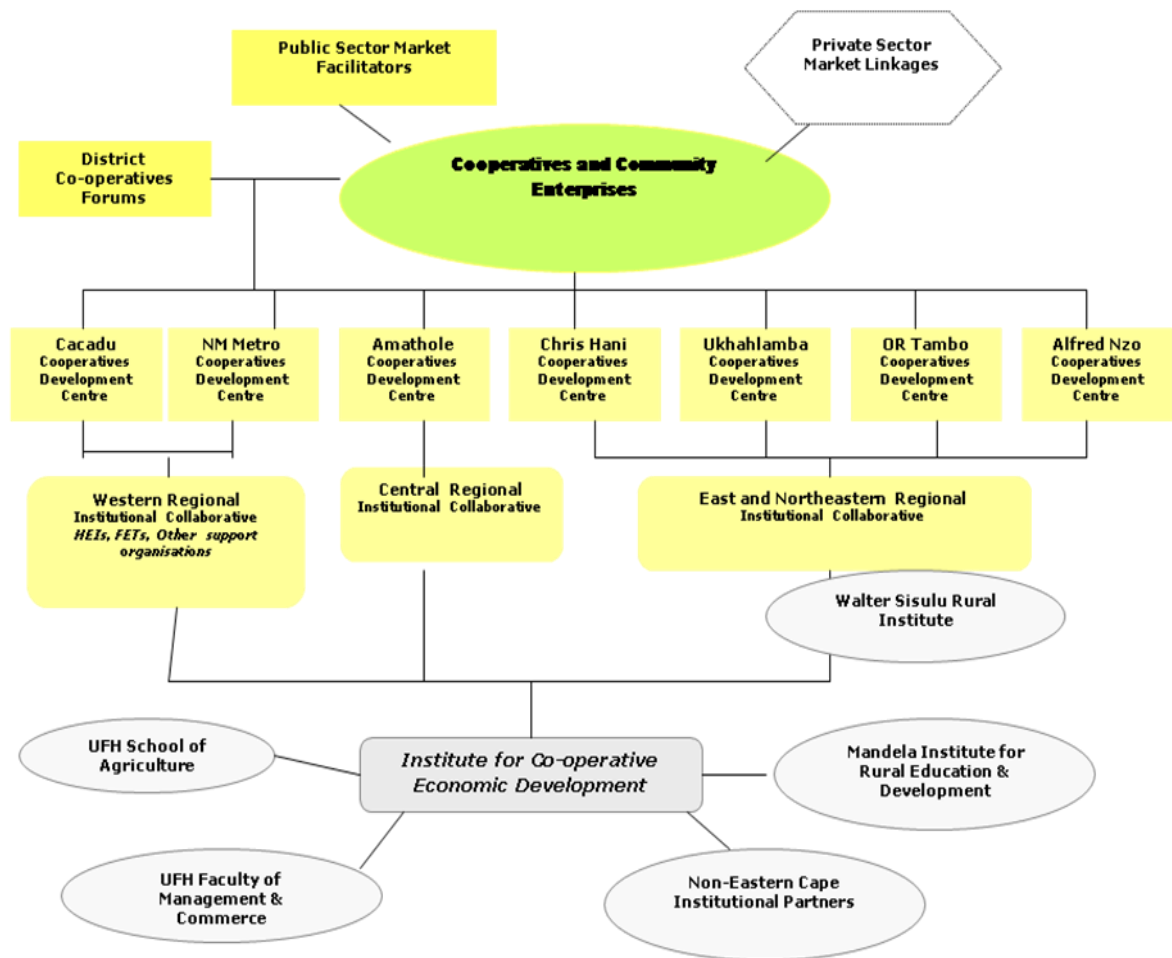 Public Sector Market
Facilitators
Private Sector
Market Linkages
District
Co-operatives
Forums
Cooperatives and Community
Enterprises
Cacadu
Cooperatives
Development
Centre
NM Metro
Cooperatives
Development
Centre
Amathole
Cooperatives
Development
Centre
Chris Hani
Cooperatives
Development
Centre
Ukhahlamba
Cooperatives
Development
Centre
OR Tambo
Cooperatives
Development
Centre
Alfred Nzo
Cooperatives
Development
Centre
Western Regional
Institutional Collaborative
HEIs, FETs, Other support
organisations
Central Regional
Institutional Collaborative
East and Northeastern Regional
Institutional Collaborative
Walter Sisulu Rural
Institute
UFH School of
Agriculture
Institute for Co-operative
Economic Development
Mandela Institute for
Rural Education &
Development
UFH Faculty of
Management &
Commerce
Non-Eastern Cape
Institutional Partners